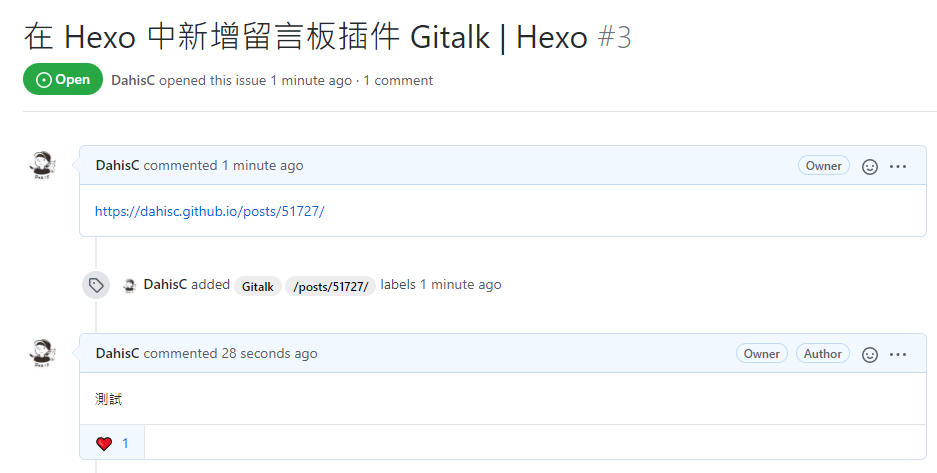 在 Hexo 中新增留言板插件 Gitalk | Hexo #3
Open DahisC opened this issue 1 minute ago · 1 comment
DahisC commented 1 minute ago Owner
https://dahisc.github.io/posts/51727/
DahisC added Gitalk /posts/51727/ labels 1 minute ago
DahisC commented 28 seconds ago Owner Author
測試
1